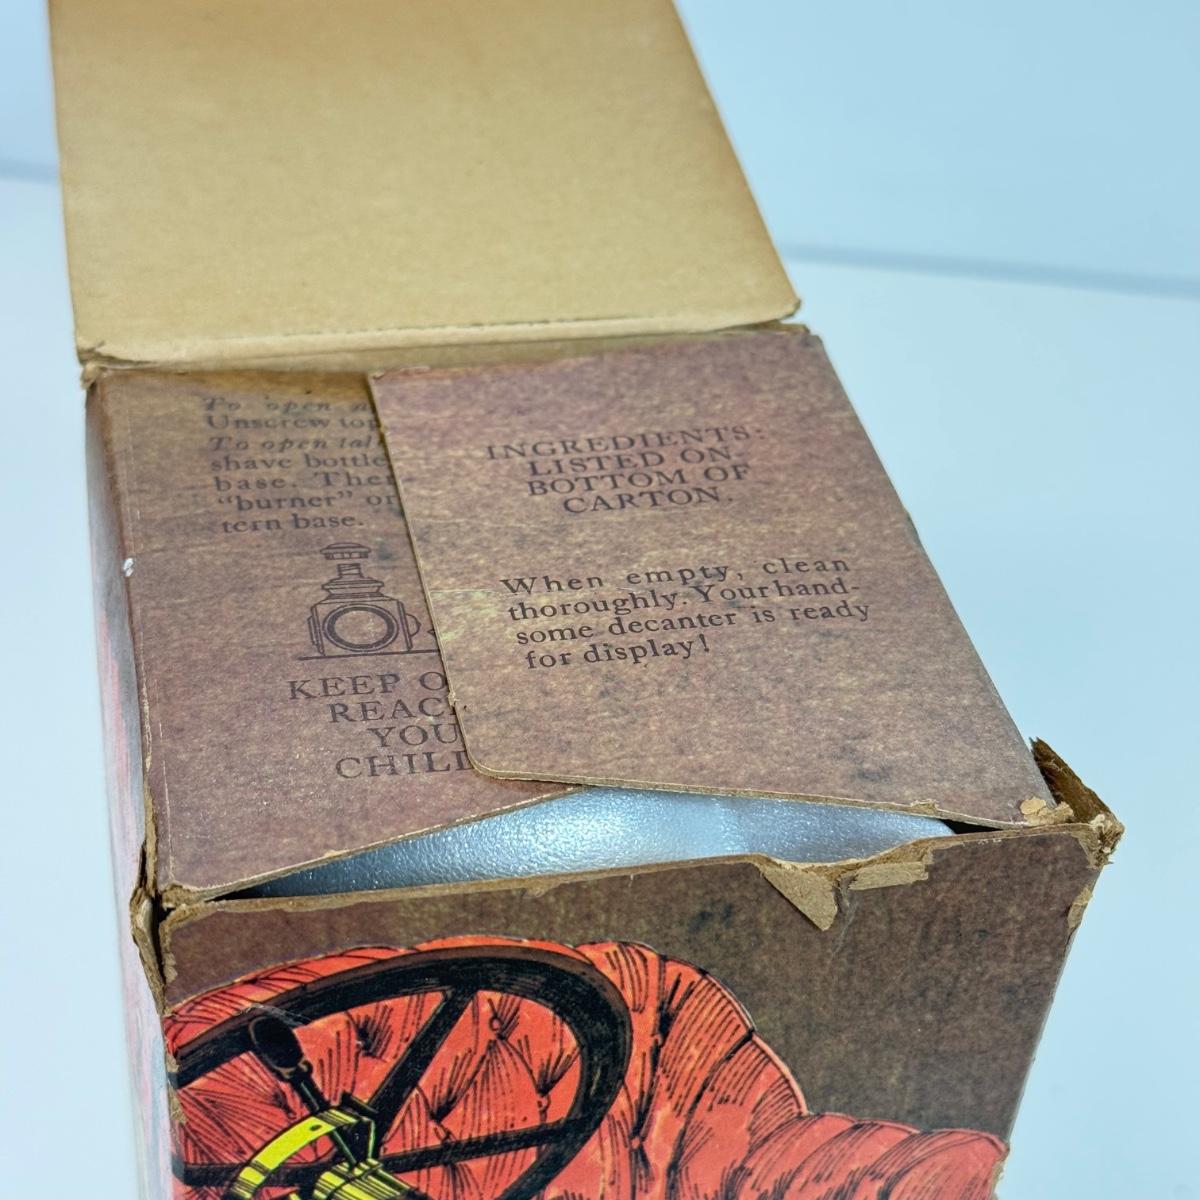 To open
Unscrew top
To open tal
shave bottle
base. Then
"burner" or
tern base.
KEEP O
REAC
YOU
CHILD
INGREDIENTS:
LISTED ON
BOTTOM OF
CARTON.
When empty, clean
thoroughly. Your hand-
some decanter is ready
for display!